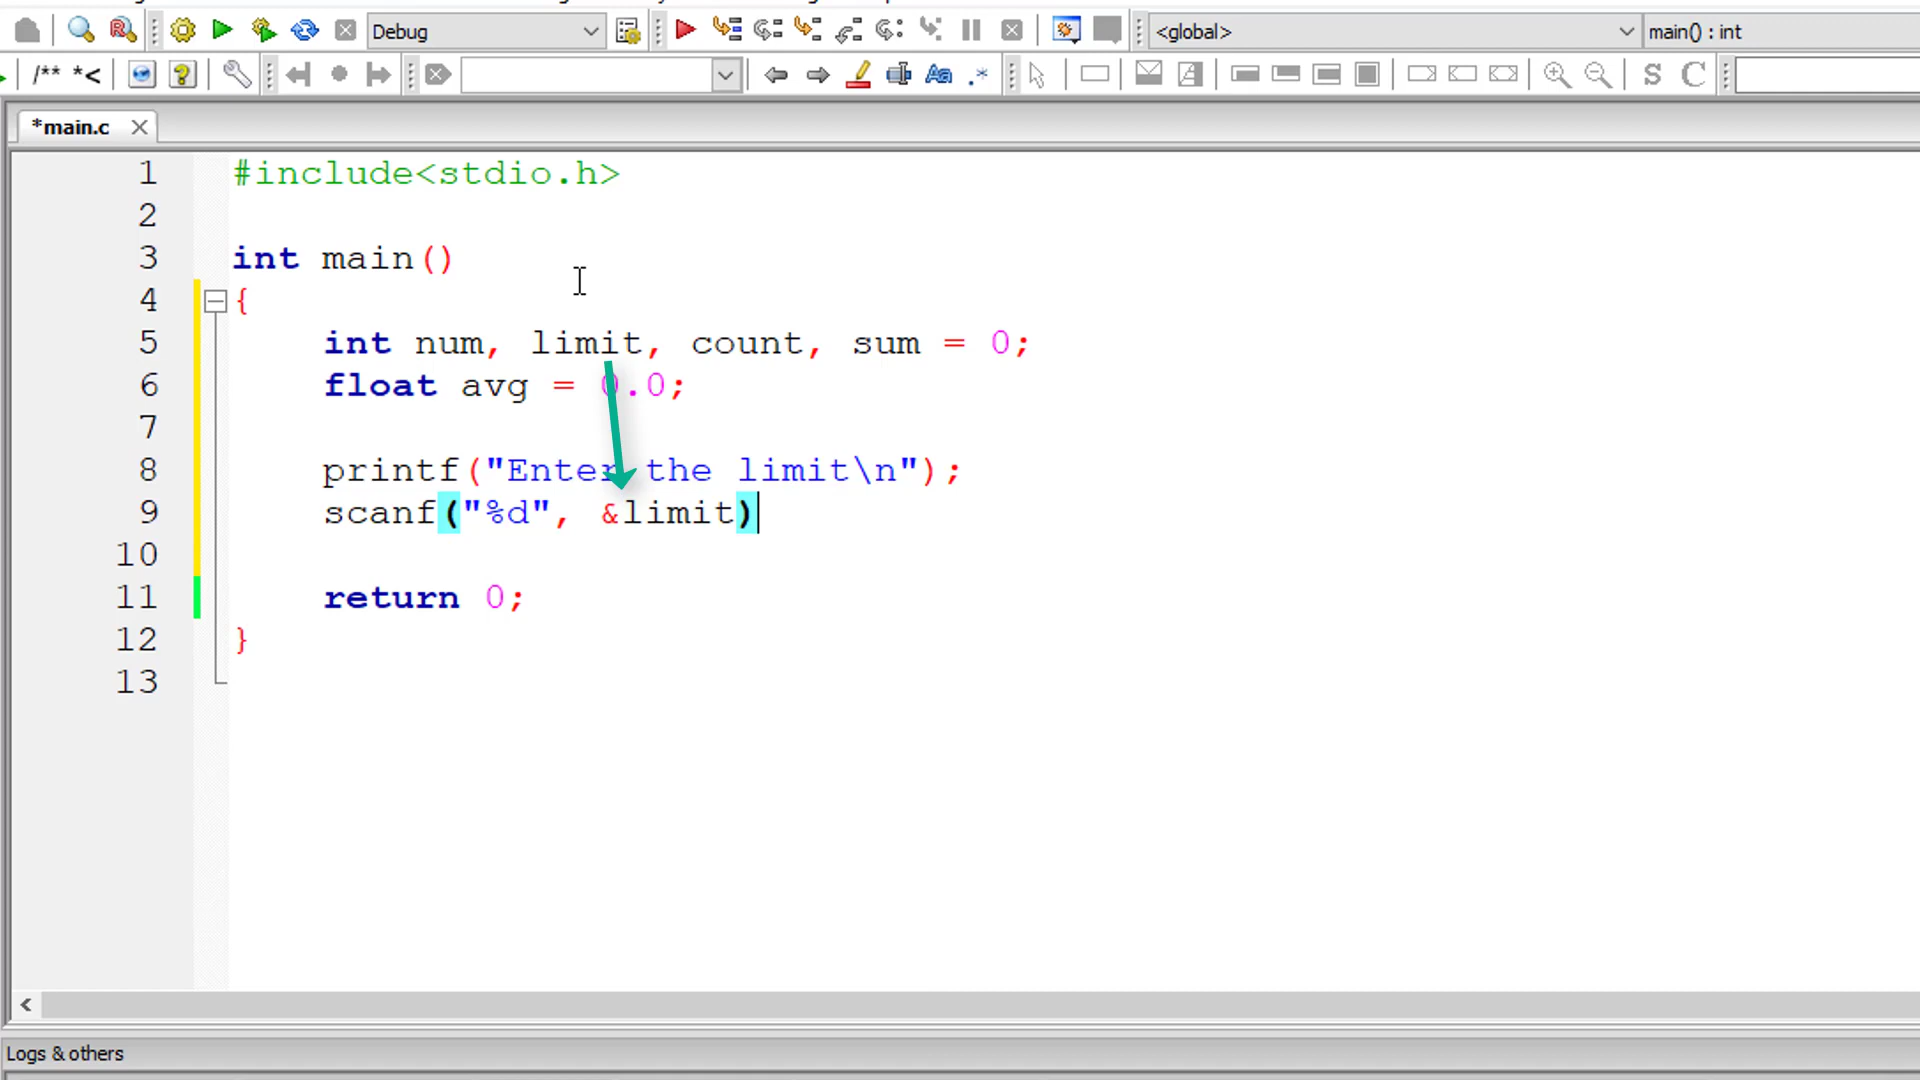 Debug
<global>
main() : int
/** *<
Aa .*
S C
*main.c
1 #include<stdio.h>
2
3 int main()
4 {
5 int num, limit, count, sum = 0;
6 float avg = 0.0;
7
8 printf("Enter the limit\n");
9 scanf("%d", &limit)
10
11 return 0;
12 }
13
Logs & others